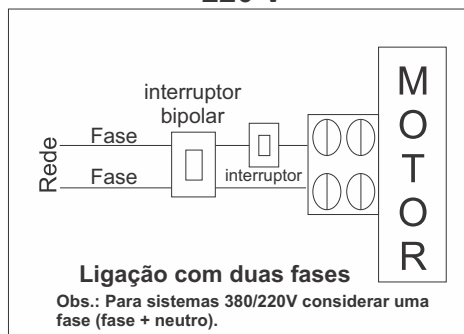 interruptor
bipolar
Rede
Fase
Fase
interruptor
MOTOR
Ligação com duas fases
Obs.: Para sistemas 380/220V considerar uma
fase (fase + neutro).